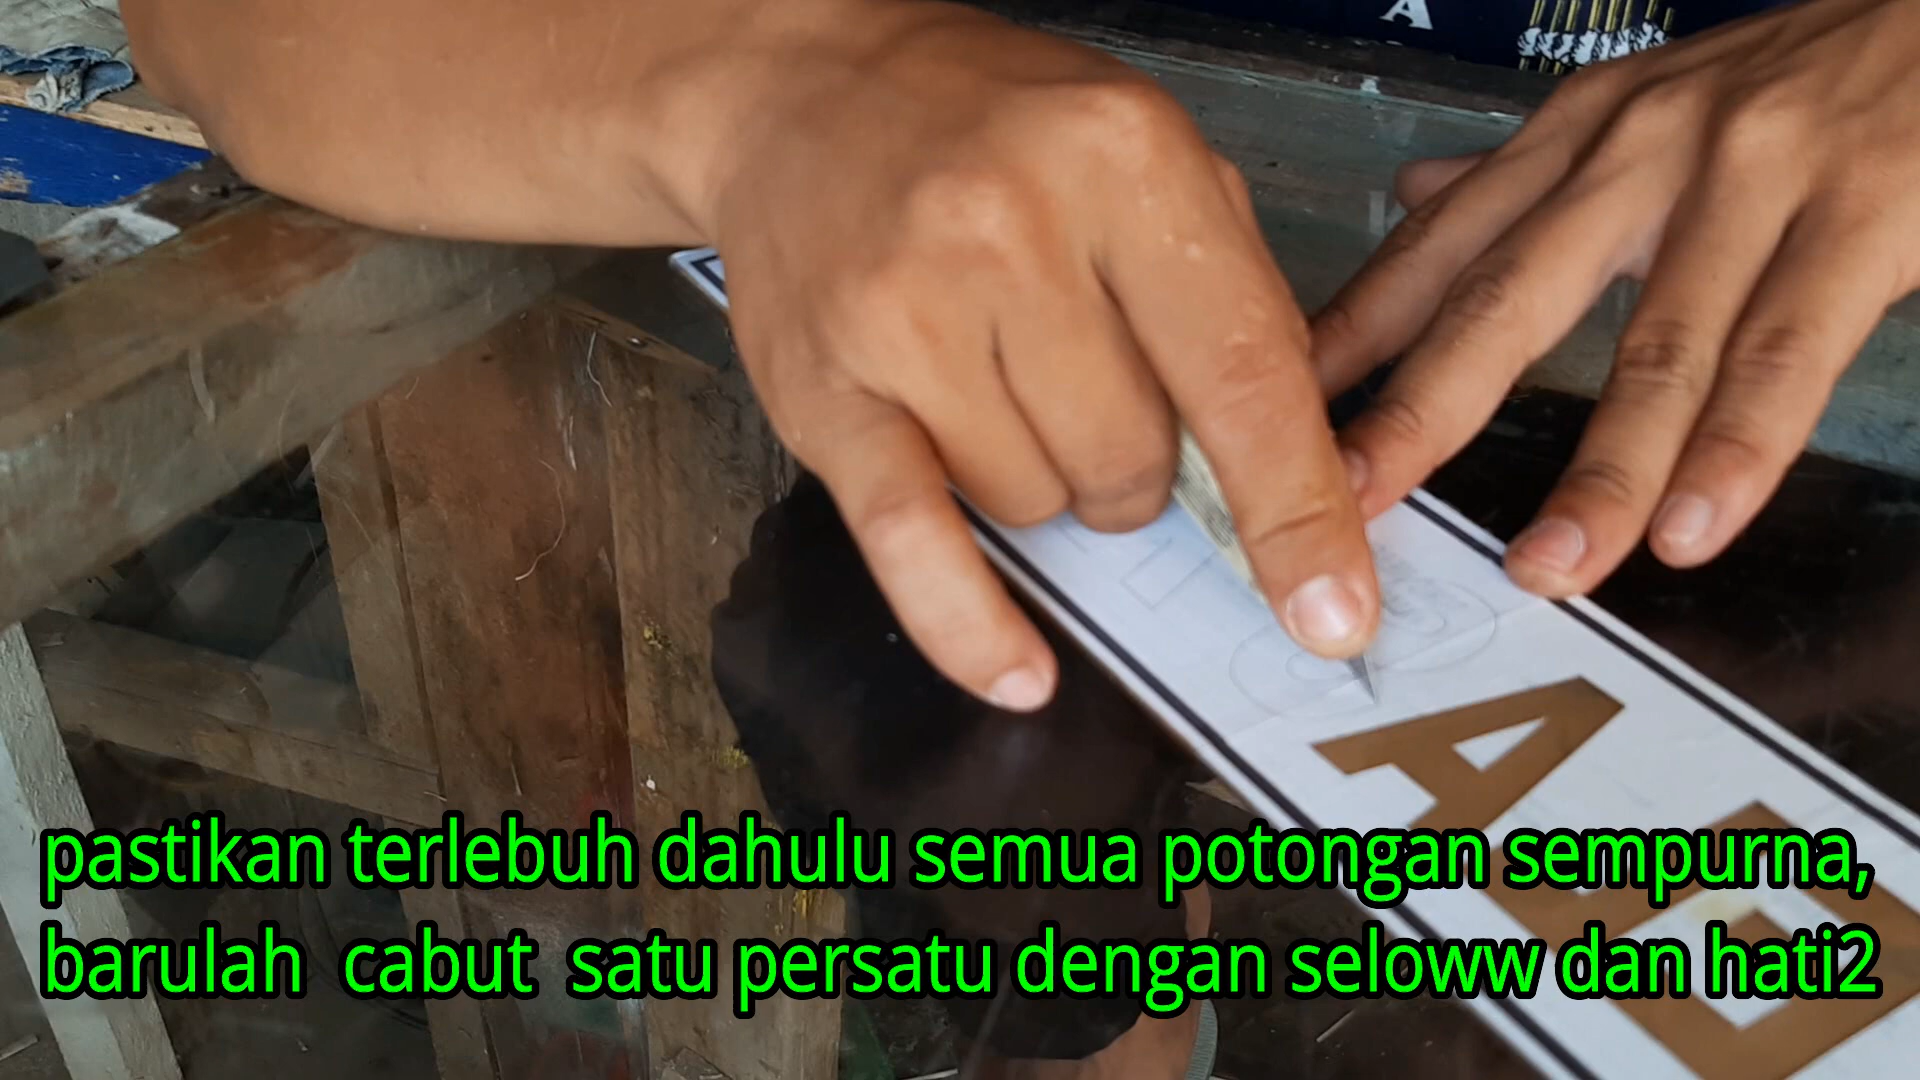 A
pastikan terlebuh dahulu semua potongan sempurna,
barulah cabut satu persatu dengan seloww dan hati2
A